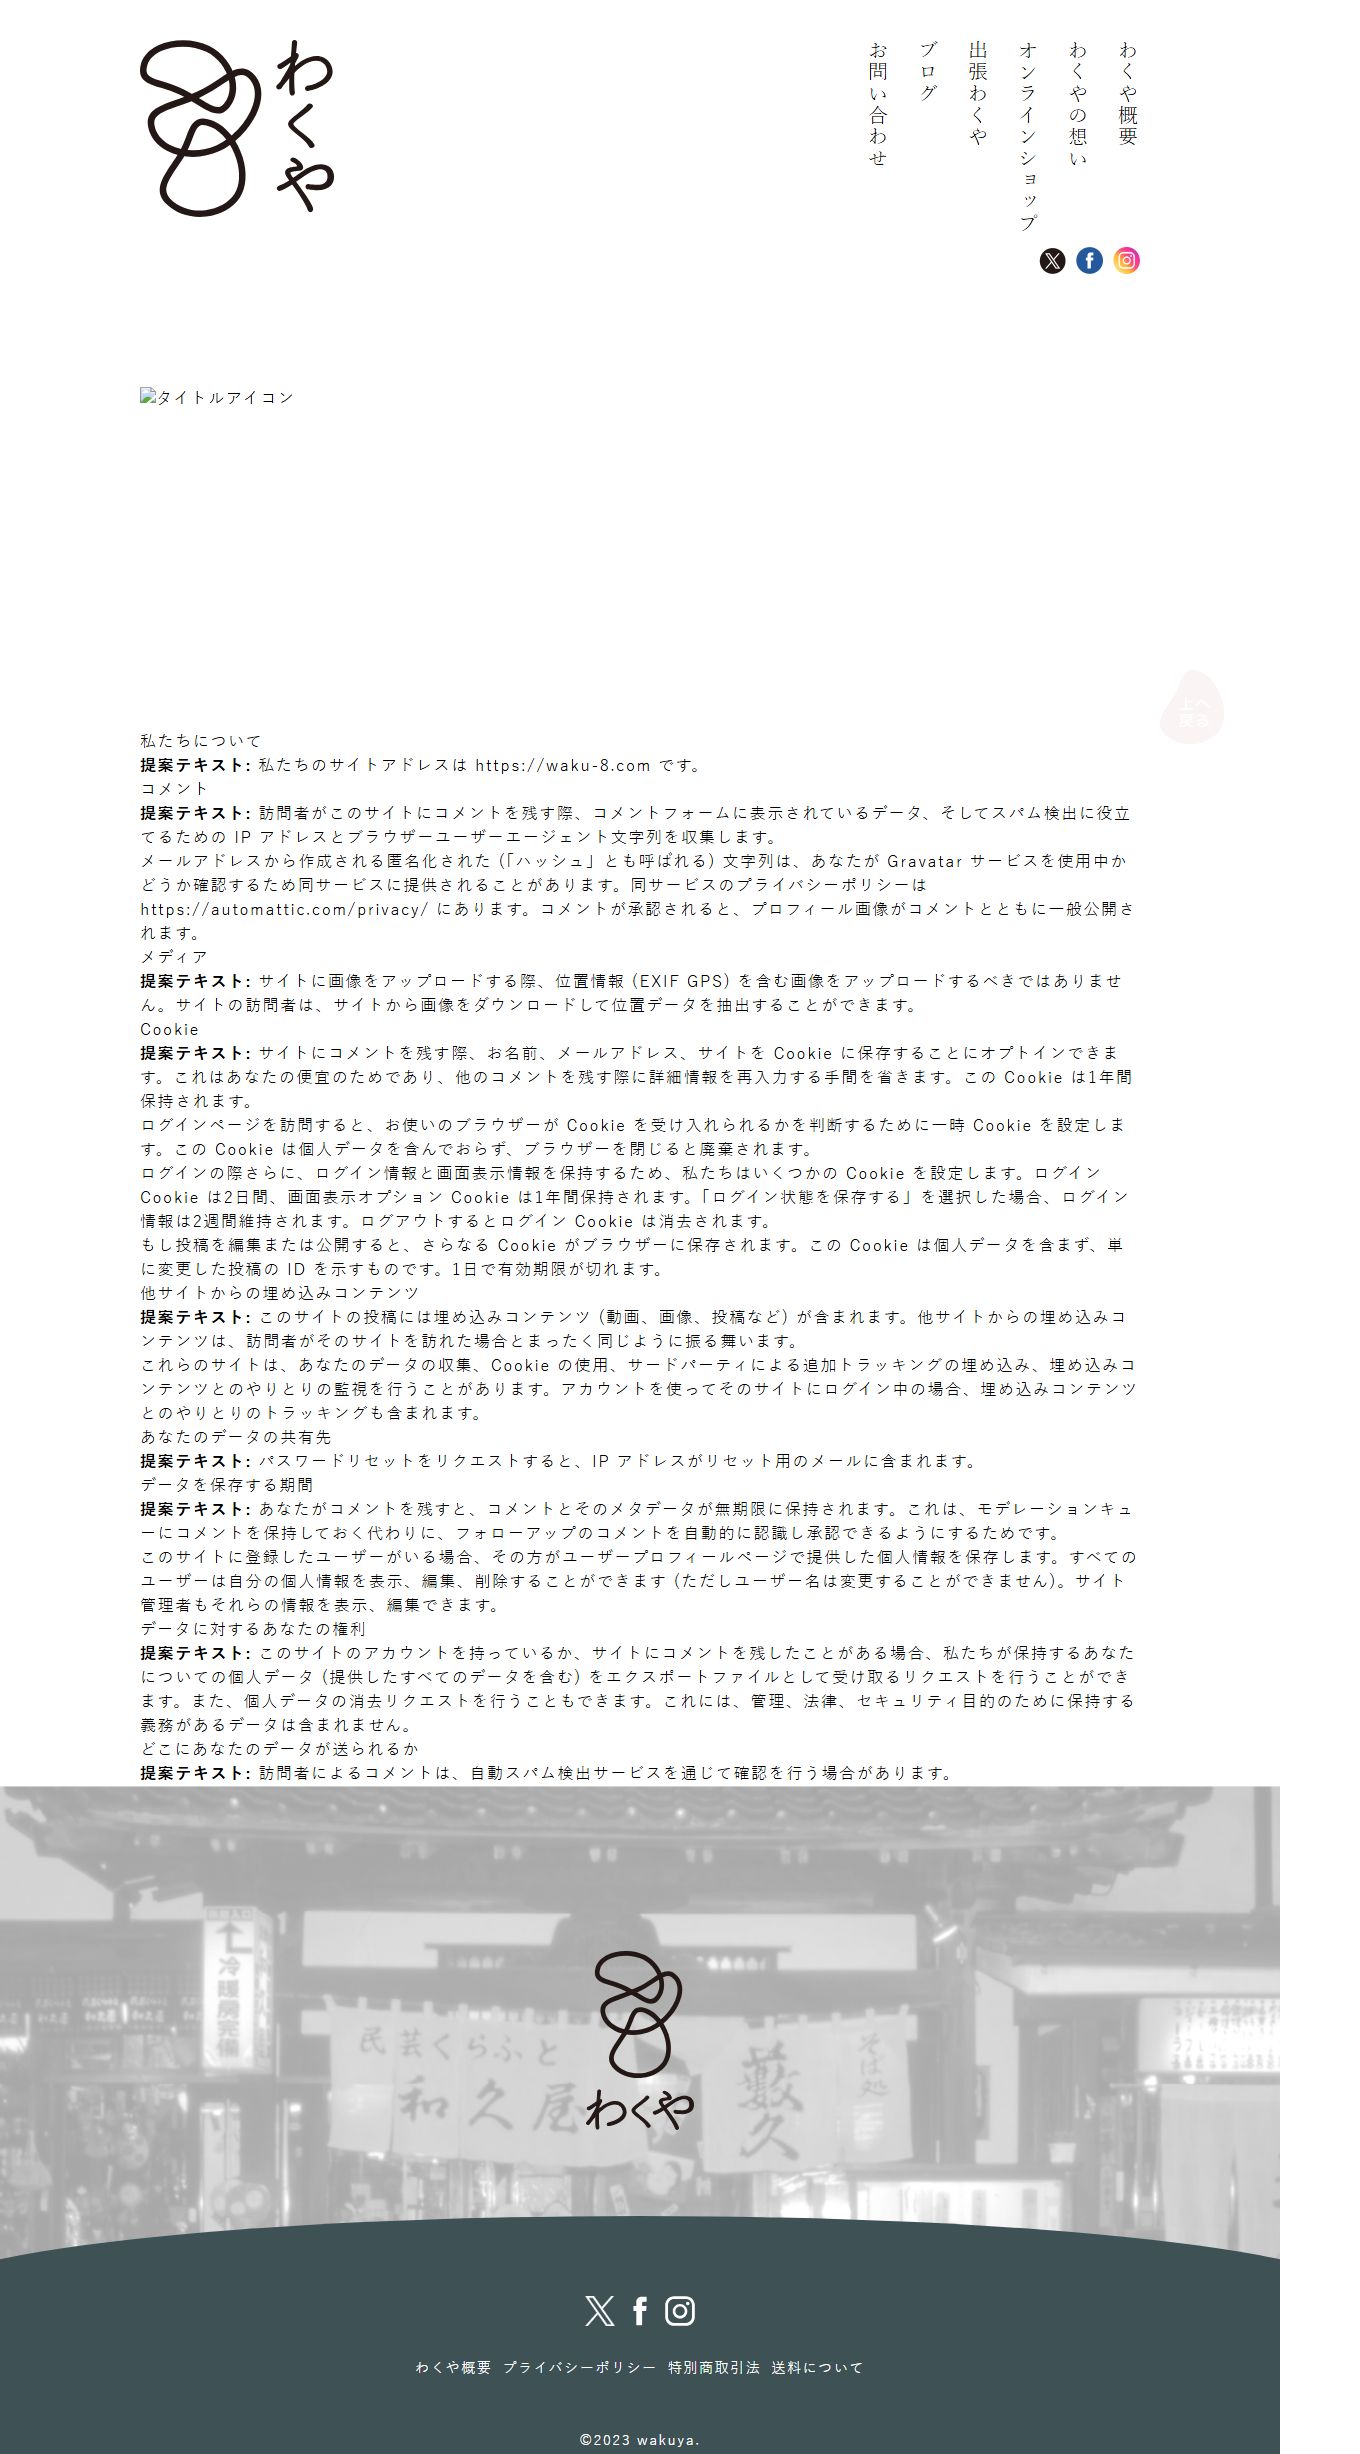 わくや
わくや概要
わくやの想い
オンラインショップ
出張わくや
ブログ
お問い合わせ
タイトルアイコン
上へ
戻る
私たちについて
提案テキスト: 私たちのサイトアドレスは https://waku-8.com です。
コメント
提案テキスト: 訪問者がこのサイトにコメントを残す際、コメントフォームに表示されているデータ、そしてスパム検出に役立
てるための IP アドレスとブラウザーユーザーエージェント文字列を収集します。
メールアドレスから作成される匿名化された (「ハッシュ」とも呼ばれる) 文字列は、あなたが Gravatar サービスを使用中か
どうか確認するため同サービスに提供されることがあります。同サービスのプライバシーポリシーは
https://automattic.com/privacy/ にあります。コメントが承認されると、プロフィール画像がコメントとともに一般公開さ
れます。
メディア
提案テキスト: サイトに画像をアップロードする際、位置情報 (EXIF GPS) を含む画像をアップロードするべきではありませ
ん。サイトの訪問者は、サイトから画像をダウンロードして位置データを抽出することができます。
Cookie
提案テキスト: サイトにコメントを残す際、お名前、メールアドレス、サイトを Cookie に保存することにオプトインできま
す。これはあなたの便宜のためであり、他のコメントを残す際に詳細情報を再入力する手間を省きます。この Cookie は1年間
保持されます。
ログインページを訪問すると、お使いのブラウザーが Cookie を受け入れられるかを判断するために一時 Cookie を設定しま
す。この Cookie は個人データを含んでおらず、ブラウザーを閉じると廃棄されます。
ログインの際さらに、ログイン情報と画面表示情報を保持するため、私たちはいくつかの Cookie を設定します。ログイン
Cookie は2日間、画面表示オプション Cookie は1年間保持されます。「ログイン状態を保存する」を選択した場合、ログイン
情報は2週間維持されます。ログアウトするとログイン Cookie は消去されます。
もし投稿を編集または公開すると、さらなる Cookie がブラウザーに保存されます。この Cookie は個人データを含まず、単
に変更した投稿の ID を示すものです。1日で有効期限が切れます。
他サイトからの埋め込みコンテンツ
提案テキスト: このサイトの投稿には埋め込みコンテンツ (動画、画像、投稿など) が含まれます。他サイトからの埋め込みコ
ンテンツは、訪問者がそのサイトを訪れた場合とまったく同じように振る舞います。
これらのサイトは、あなたのデータの収集、Cookie の使用、サードパーティによる追加トラッキングの埋め込み、埋め込みコ
ンテンツとのやりとりの監視を行うことがあります。アカウントを使ってそのサイトにログイン中の場合、埋め込みコンテンツ
とのやりとりのトラッキングも含まれます。
あなたのデータの共有先
提案テキスト: パスワードリセットをリクエストすると、IP アドレスがリセット用のメールに含まれます。
データを保存する期間
提案テキスト: あなたがコメントを残すと、コメントとそのメタデータが無期限に保持されます。これは、モデレーションキュ
ーにコメントを保持しておく代わりに、フォローアップのコメントを自動的に認識し承認できるようにするためです。
このサイトに登録したユーザーがいる場合、その方がユーザープロフィールページで提供した個人情報を保存します。すべての
ユーザーは自分の個人情報を表示、編集、削除することができます (ただしユーザー名は変更することができません)。サイト
管理者もそれらの情報を表示、編集できます。
データに対するあなたの権利
提案テキスト: このサイトのアカウントを持っているか、サイトにコメントを残したことがある場合、私たちが保持するあなた
についての個人データ (提供したすべてのデータを含む) をエクスポートファイルとして受け取るリクエストを行うことができ
ます。また、個人データの消去リクエストを行うこともできます。これには、管理、法律、セキュリティ目的のために保持する
義務があるデータは含まれません。
どこにあなたのデータが送られるか
提案テキスト: 訪問者によるコメントは、自動スパム検出サービスを通じて確認を行う場合があります。
冷暖房完備
民芸くらふと
和久屋
そば処
藪久
わくや
わくや概要 プライバシーポリシー 特別商取引法 送料について
©2023 wakuya.